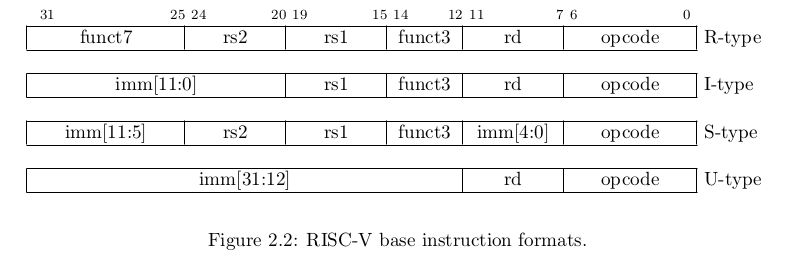 31 25 24 20 19 15 14 12 11 7 6 0
funct7 rs2 rs1 funct3 rd opcode R-type
imm[11:0] rs1 funct3 rd opcode I-type
imm[11:5] rs2 rs1 funct3 imm[4:0] opcode S-type
imm[31:12] rd opcode U-type
Figure 2.2: RISC-V base instruction formats.